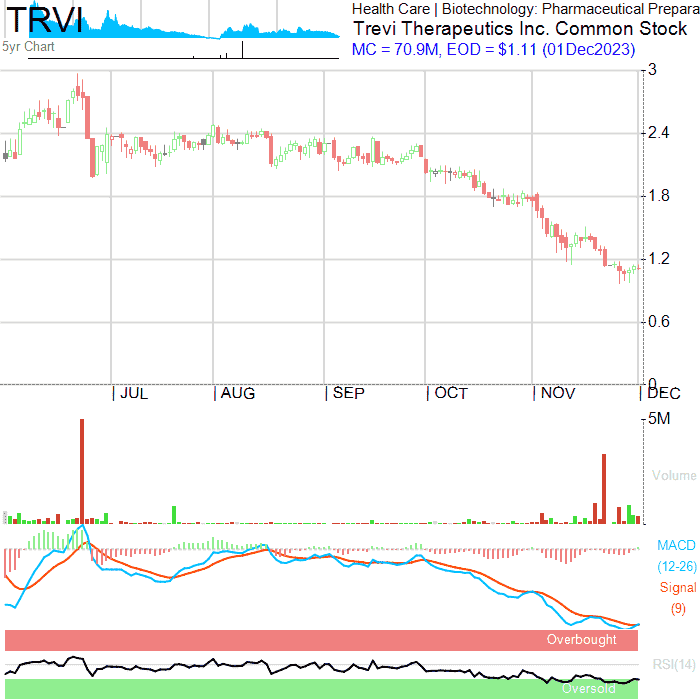 TRVI
5yr Chart
Health Care | Biotechnology: Pharmaceutical Prepara
Trevi Therapeutics Inc. Common Stock
MC = 70.9M, EOD = $1.11 (01Dec2023)
3
2.4
1.8
1.2
0.6
0
JUL AUG SEP OCT NOV DEC
5M
Volume
MACD
(12-26)
Signal
(9)
Overbought
RSI(14)
Oversold